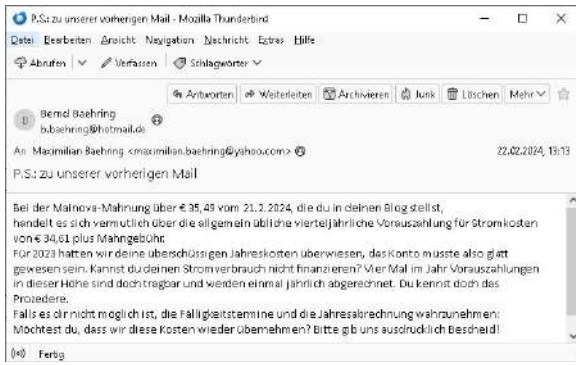 P.S.: zu unserer vorherigen Mail - Mozilla Thunderbird
Datei Bearbeiten Ansicht Navigation Nachricht Extras Hilfe
Abrufen Verfassen Schlagwörter
Antworten Weiterleiten Archivieren Junk Löschen Mehr
B Bernd Baehring
b.baehring@hotmail.de
An Maximilian Baehring <maximilian.baehring@yahoo.com> 22.02.2024, 13:13
P.S.: zu unserer vorherigen Mail
Bei der Mainova-Mahnung über € 35,49 vom 21.2.2024, die du in deinen Blog stellst,
handelt es sich vermutlich über die allgemein übliche vierteljährliche Vorauszahlung für Stromkosten
von € 34,61 plus Mahngebühr.
Für 2023 hatten wir deine überschüssigen Jahreskosten überwiesen, das Konto müsste also glatt
gewesen sein. Kannst du deinen Stromverbrauch nicht finanzieren? Vier Mal im Jahr Vorauszahlungen
in dieser Höhe sind doch tragbar und werden einmal jährlich abgerechnet. Du kennst doch das
Prozedere.
Falls es dir nicht möglich ist, die Fälligkeitstermine und die Jahresabrechnung wahrzunehmen:
Möchtest du, dass wir diese Kosten wieder übernehmen? Bitte gib uns ausdrücklich Bescheid!
Fertig